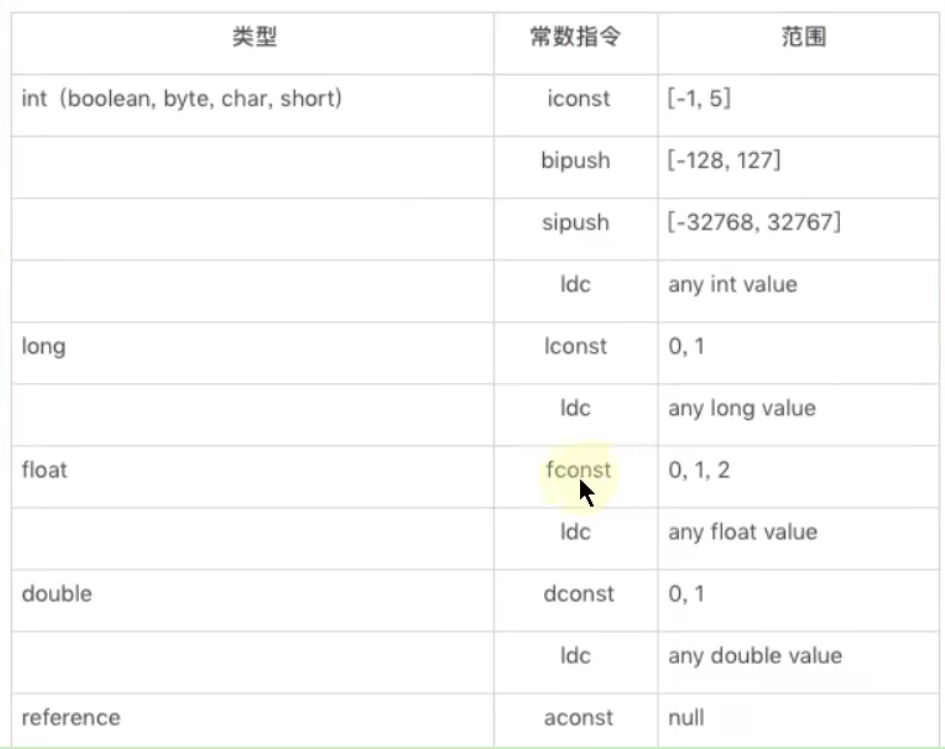 类型 常数指令 范围
int（boolean, byte, char, short） iconst [-1, 5]
bipush [-128, 127]
sipush [-32768, 32767]
ldc any int value
long lconst 0, 1
ldc any long value
float fconst 0, 1, 2
ldc any float value
double dconst 0, 1
ldc any double value
reference aconst null